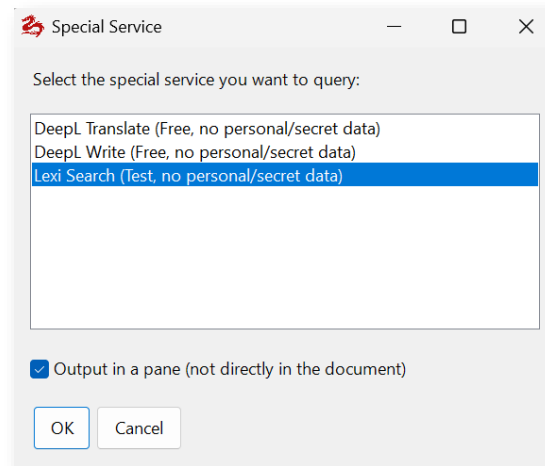 Special Service
Select the special service you want to query:
DeepL Translate (Free, no personal/secret data)
DeepL Write (Free, no personal/secret data)
Lexi Search (Test, no personal/secret data)
Output in a pane (not directly in the document)
OK
Cancel